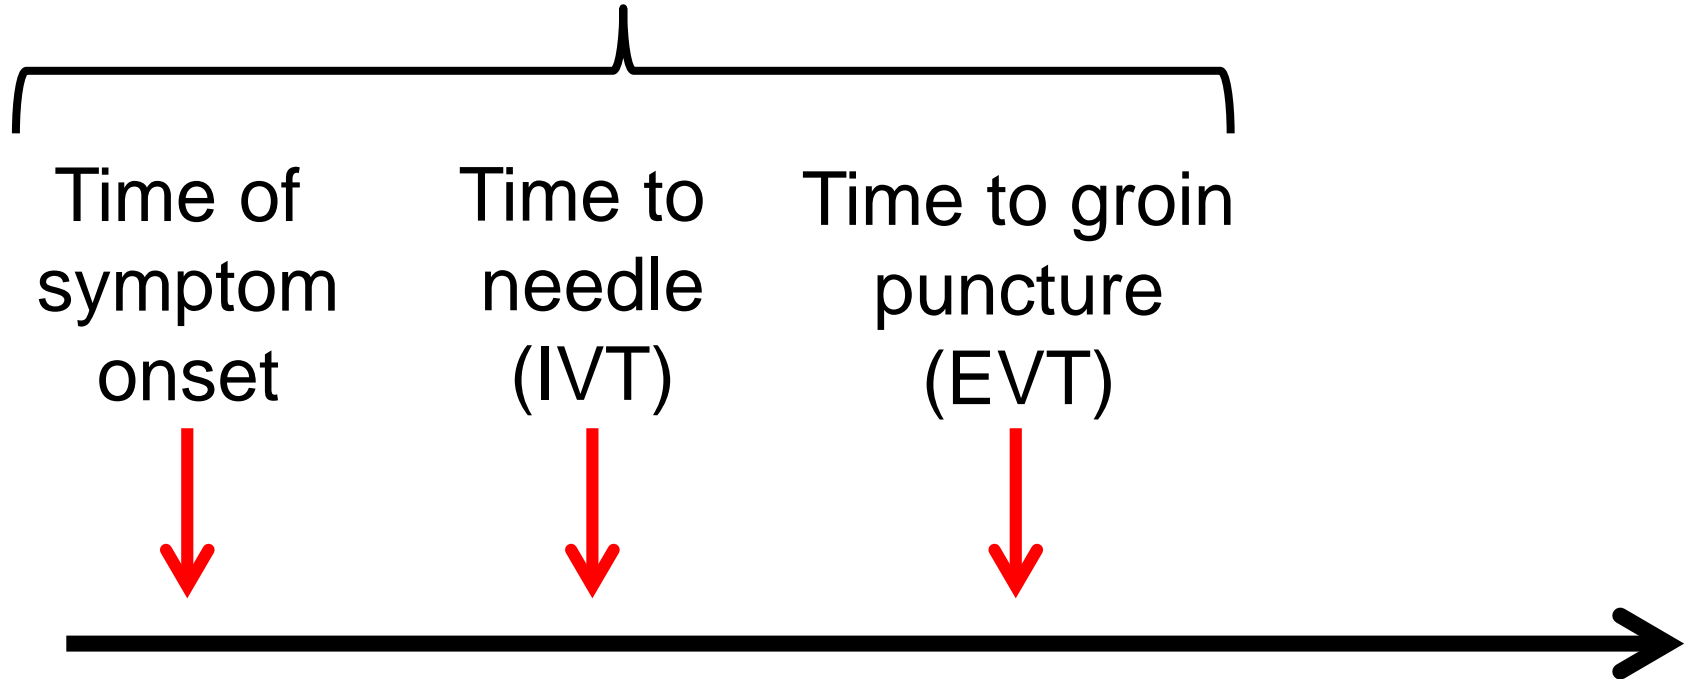 Time of
symptom
onset
Time to
needle
(IVT)
Time to groin
puncture
(EVT)